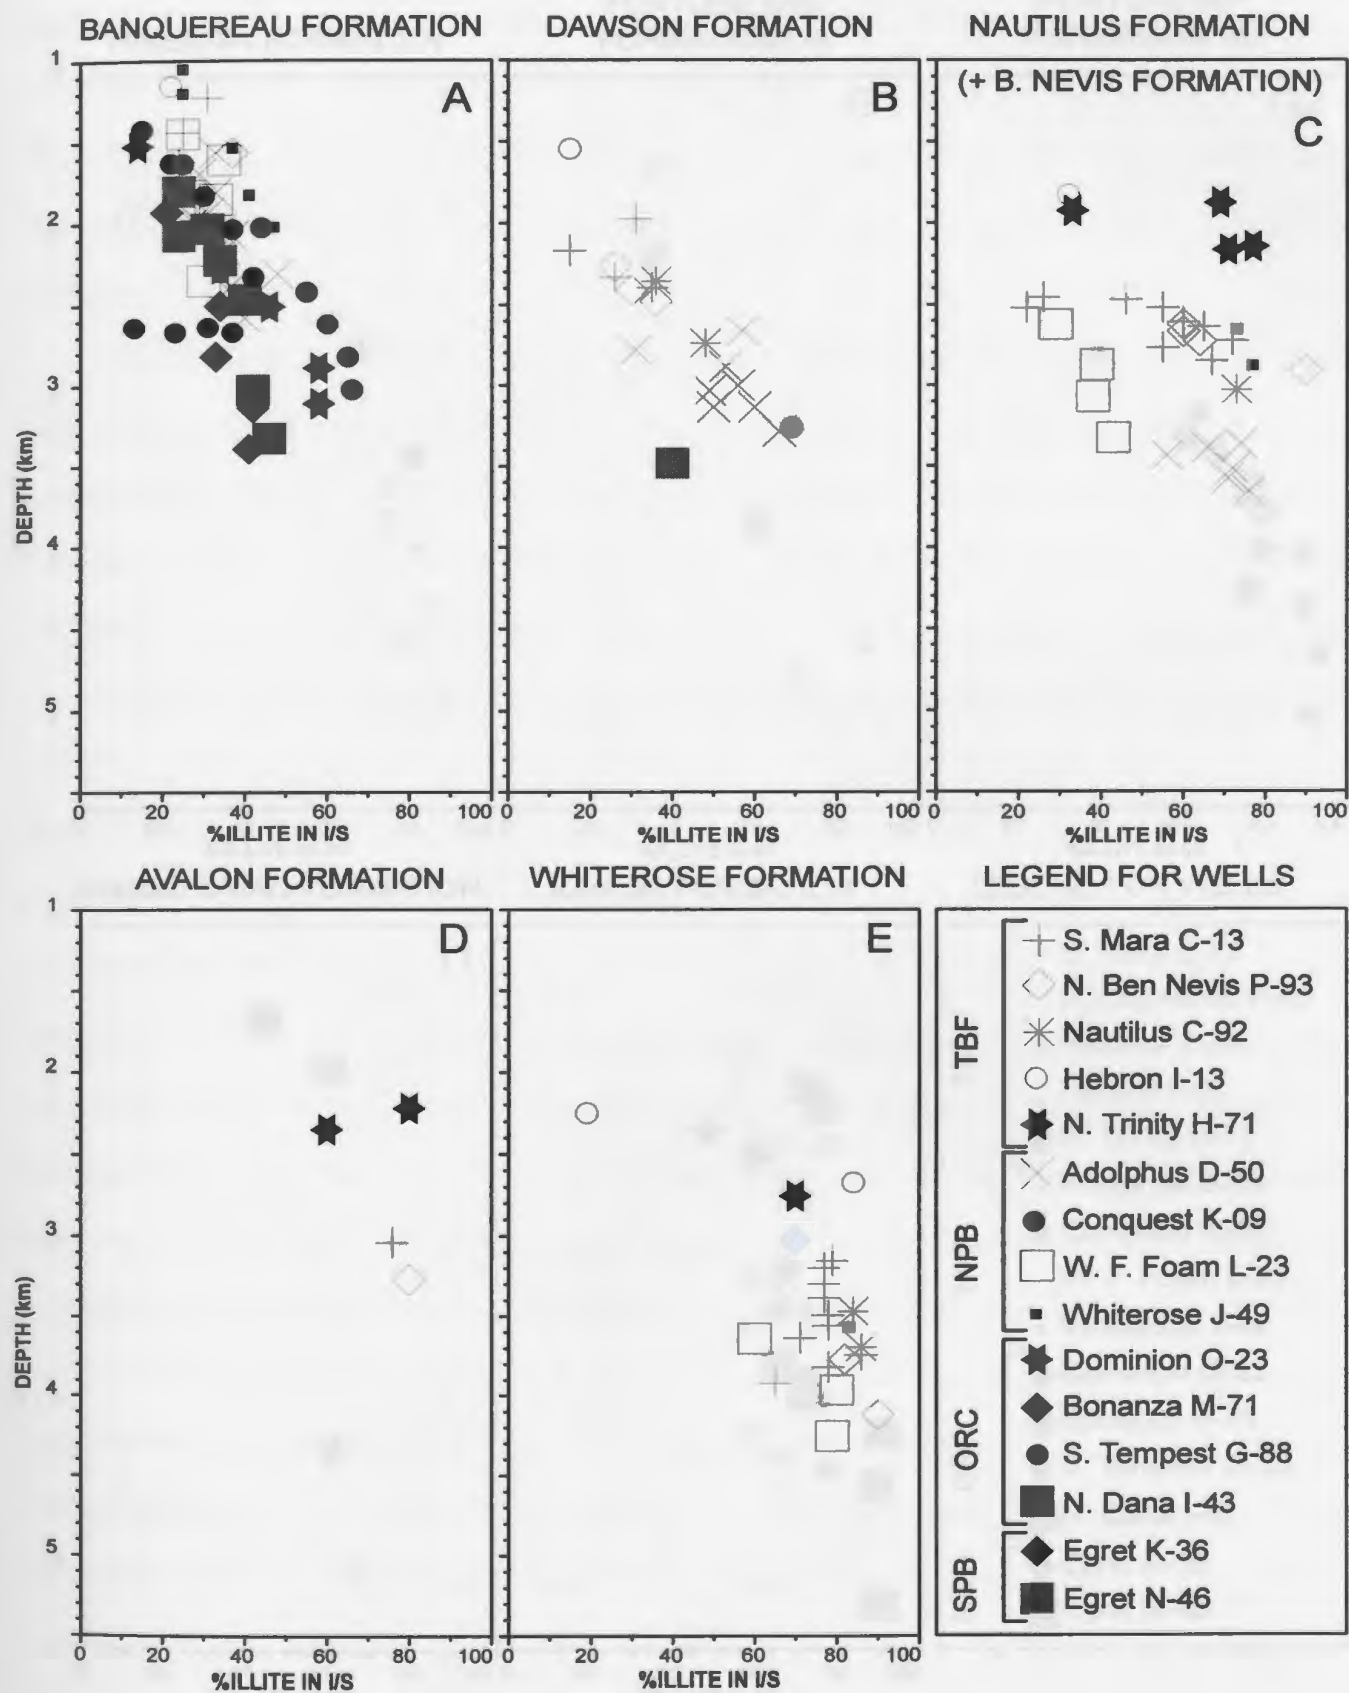 BANQUEREAU FORMATION
DAWSON FORMATION
NAUTILUS FORMATION
(+ B. NEVIS FORMATION)
A
B
C
1
2
3
4
5
DEPTH (km)
0 20 40 60 80 100
%ILLITE IN I/S
0 20 40 60 80 100
%ILLITE IN I/S
0 20 40 60 80 100
%ILLITE IN I/S
AVALON FORMATION
WHITEROSE FORMATION
LEGEND FOR WELLS
D
E
1
2
3
4
5
DEPTH (km)
0 20 40 60 80 100
%ILLITE IN I/S
0 20 40 60 80 100
%ILLITE IN I/S
TBF
S. Mara C-13
N. Ben Nevis P-93
Nautilus C-92
Hebron I-13
N. Trinity H-71
NPB
Adolphus D-50
Conquest K-09
W. F. Foam L-23
Whiterose J-49
ORC
Dominion O-23
Bonanza M-71
S. Tempest G-88
N. Dana I-43
SPB
Egret K-36
Egret N-46